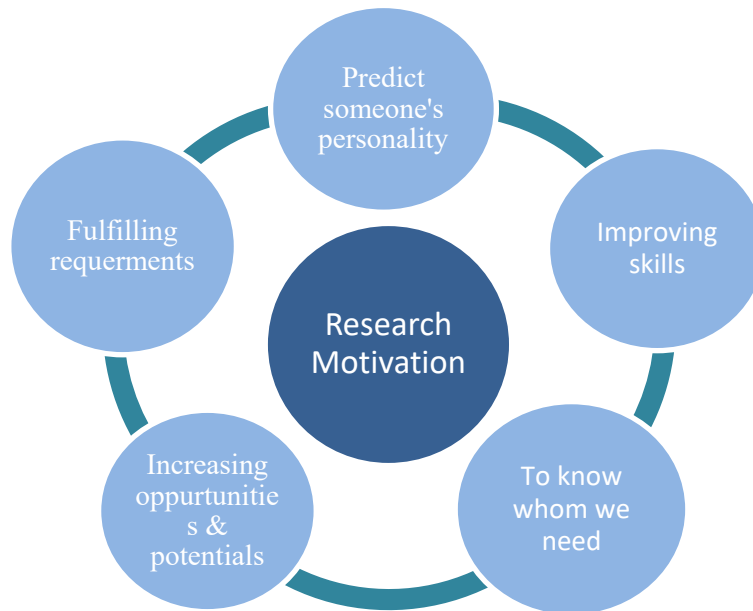 Predict
someone's
personality
Improving
skills
To know
whom we
need
Increasing
oppurtunitie
s &
potentials
Fulfilling
requerments
Research
Motivation